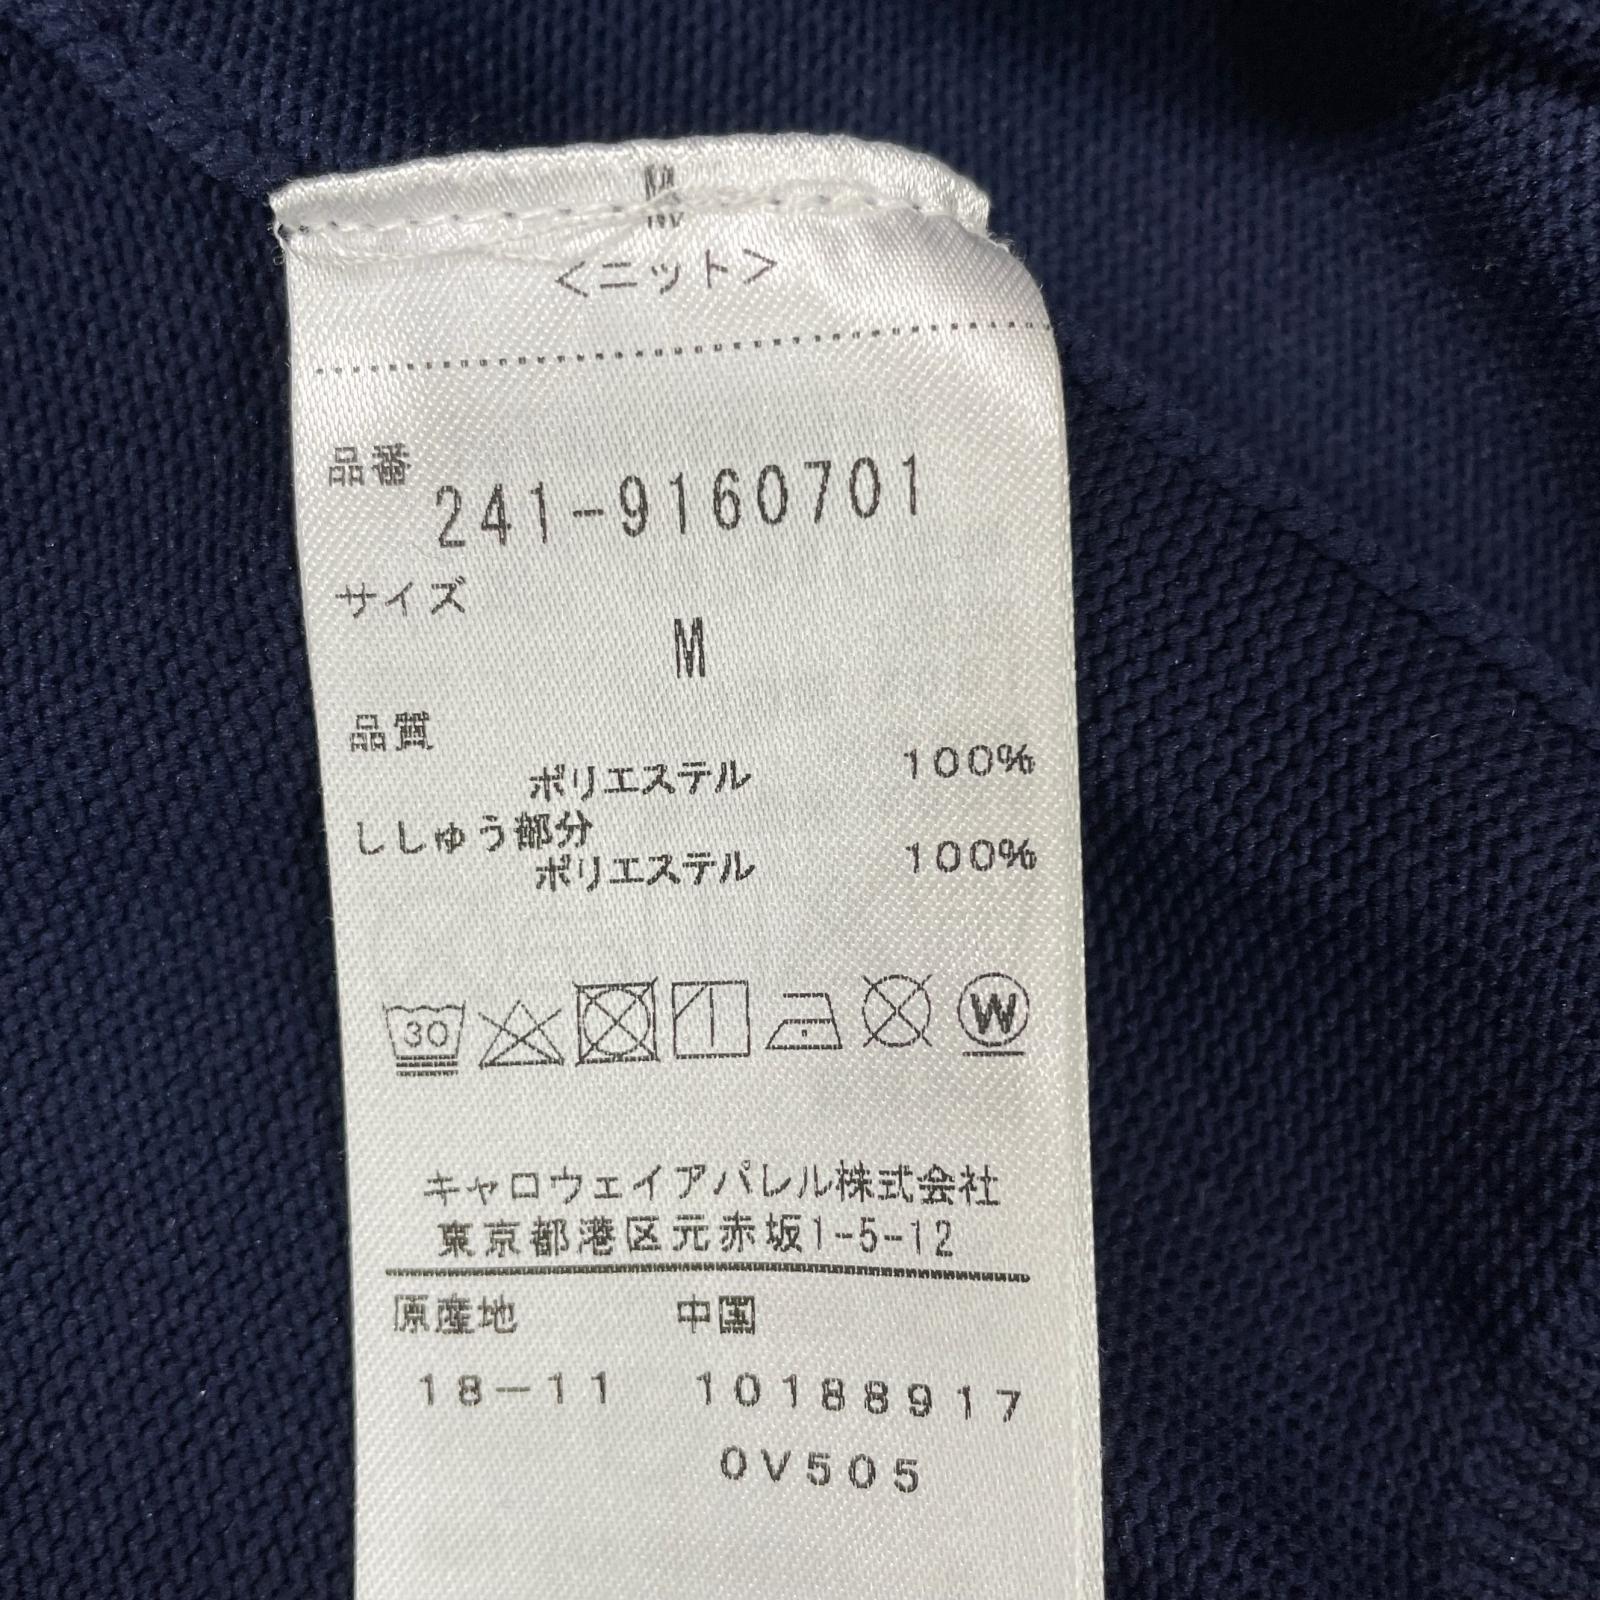 <ニット>
品番
241-9160701
サイズ
M
品質
ポリエステル 100%
ししゅう部分
ポリエステル 100%
30 W
キャロウェイアパレル株式会社
東京都港区元赤坂1-5-12
原産地 中国
18-11 10188917
0V505